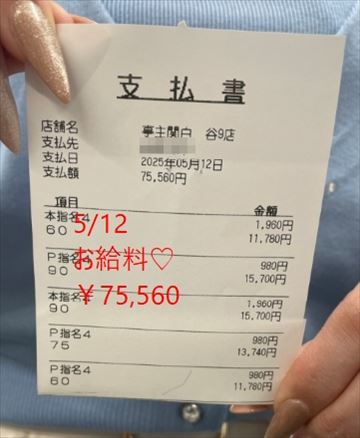 支払書
店舗名 亭主関白 谷9店
支払先
支払日 2025年05月12日
支払額 75,560円
項目 金額
本指名4 1,960円
60 11,780円
5/12
P指名4 980円
90 15,700円
お給料♡
￥75,560
本指名4 1,960円
90 15,700円
P指名4 980円
75 13,740円
P指名4 980円
60 11,780円